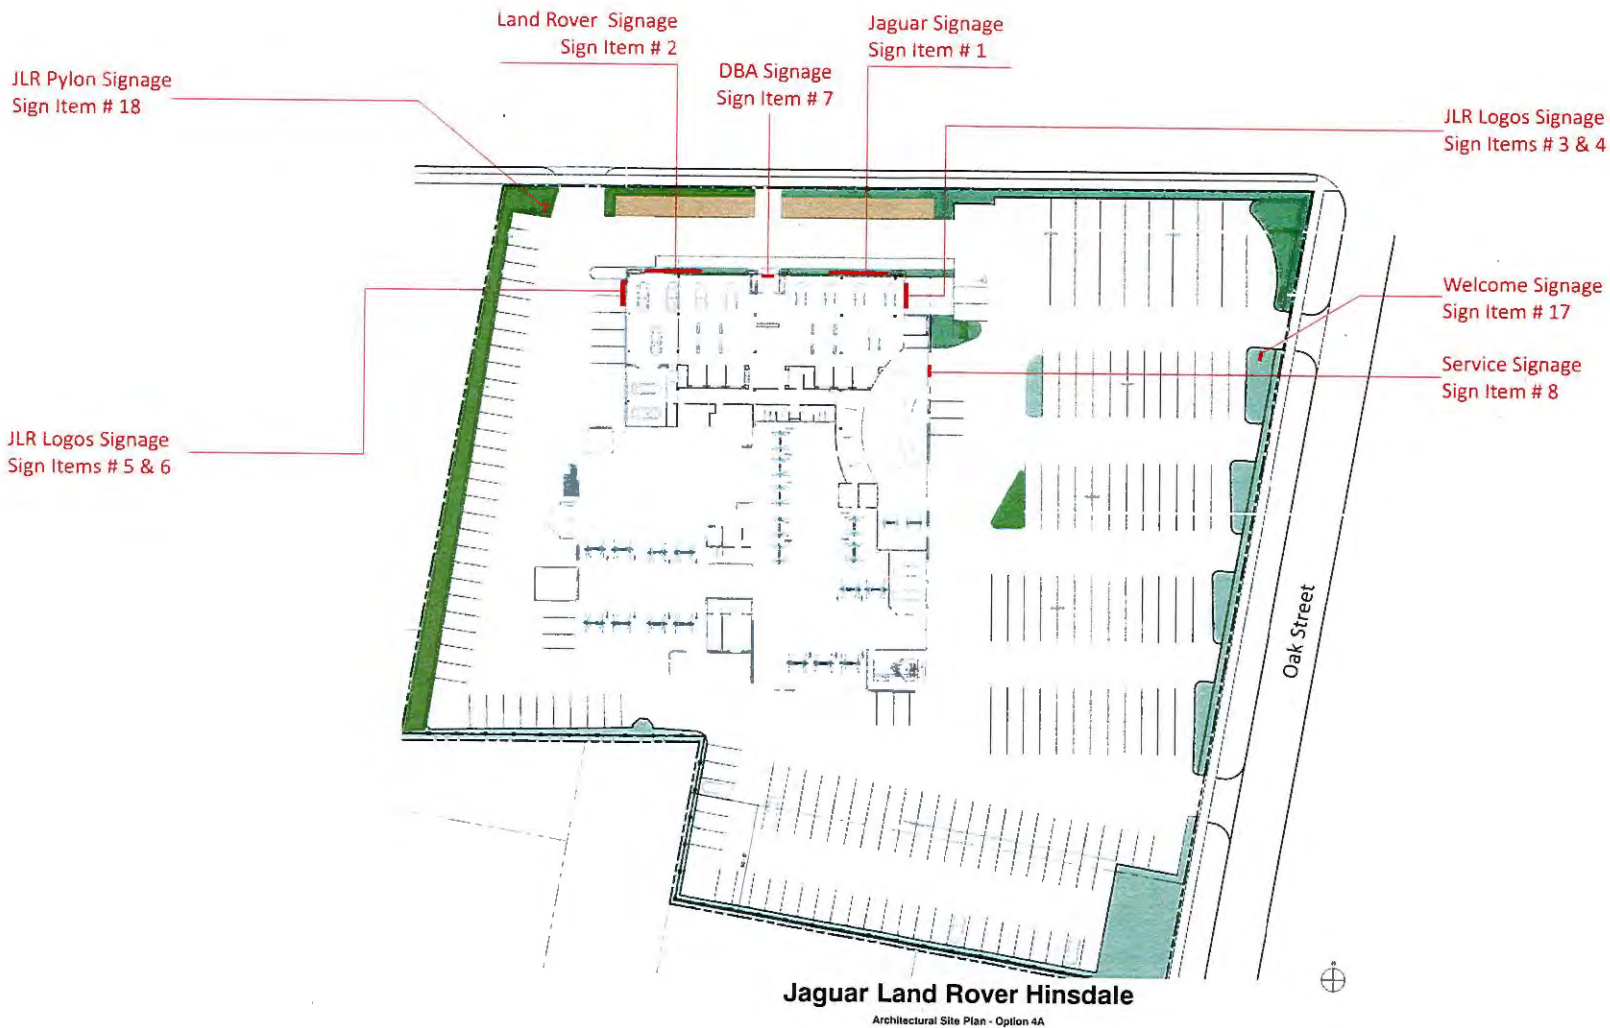 Land Rover Signage
Sign Item # 2
Jaguar Signage
Sign Item # 1
DBA Signage
Sign Item # 7
JLR Pylon Signage
Sign Item # 18
JLR Logos Signage
Sign Items # 3 & 4
Welcome Signage
Sign Item # 17
Service Signage
Sign Item # 8
JLR Logos Signage
Sign Items # 5 & 6
Oak Street
Jaguar Land Rover Hinsdale
Architectural Site Plan - Option 4A